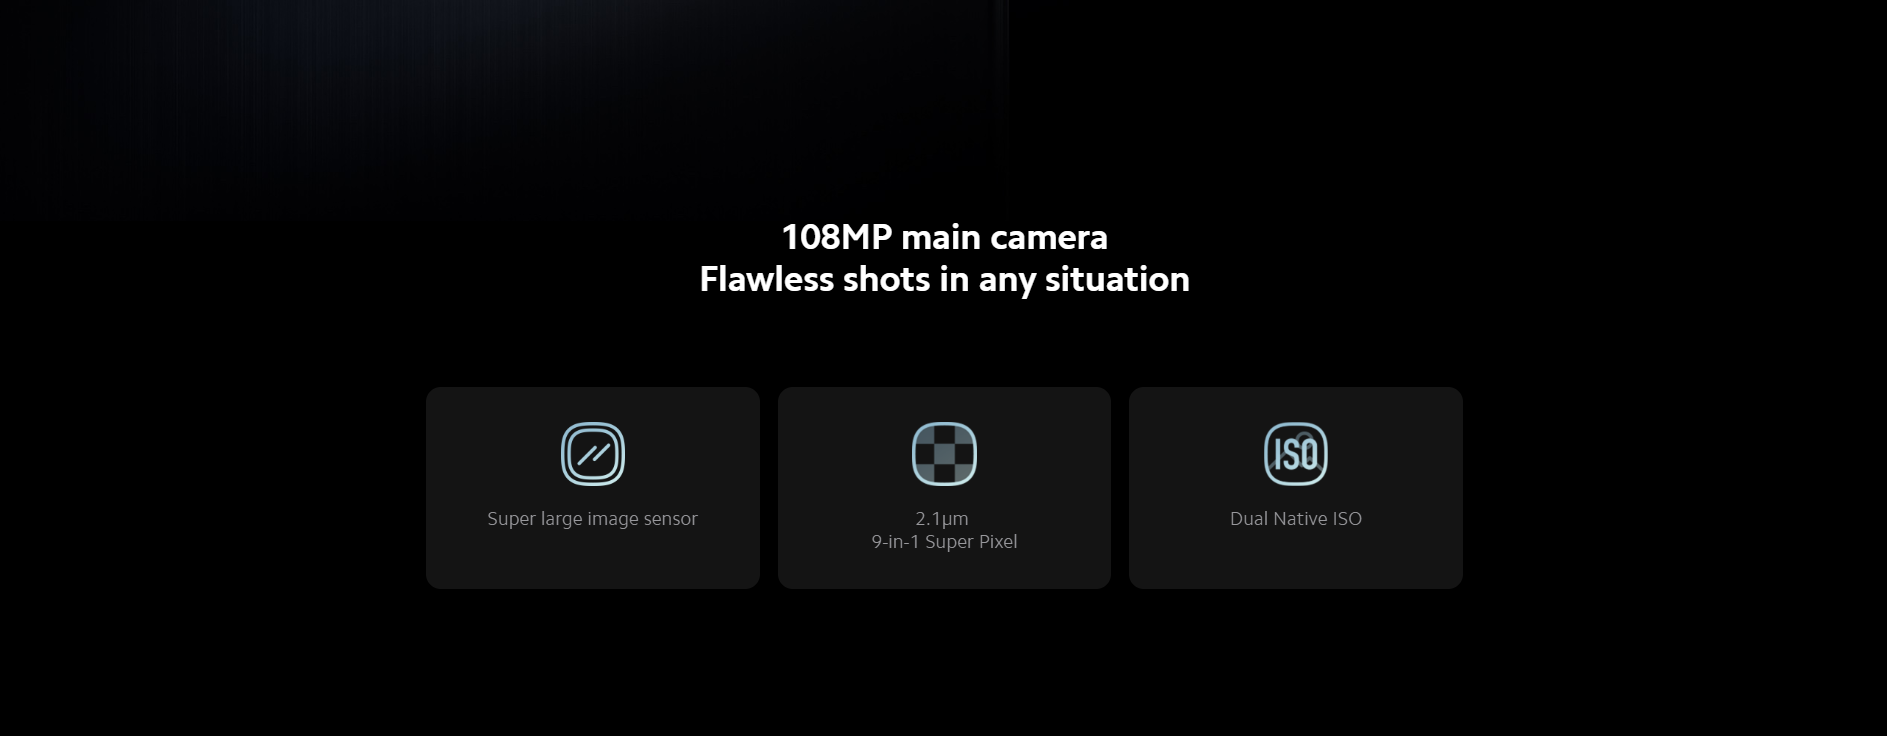 108MP main camera
Flawless shots in any situation
Super large image sensor
2.1μm
9-in-1 Super Pixel
ISO
Dual Native ISO